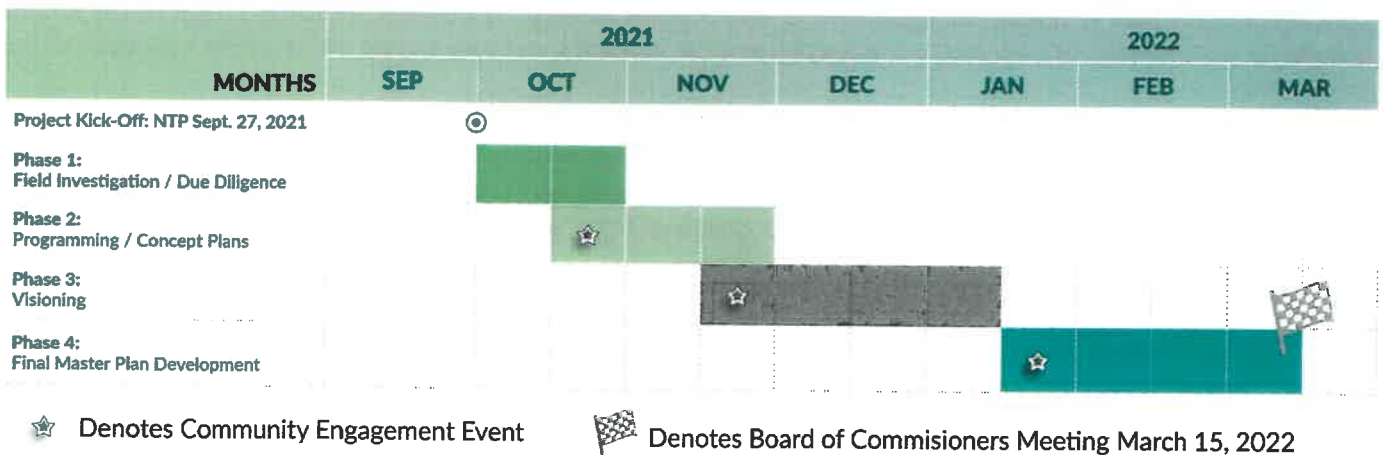 2021 2022
MONTHS SEP OCT NOV DEC JAN FEB MAR
Project Kick-Off: NTP Sept. 27, 2021
Phase 1:
Field Investigation / Due Diligence
Phase 2:
Programming / Concept Plans
Phase 3:
Visioning
Phase 4:
Final Master Plan Development
Denotes Community Engagement Event Denotes Board of Commisioners Meeting March 15, 2022